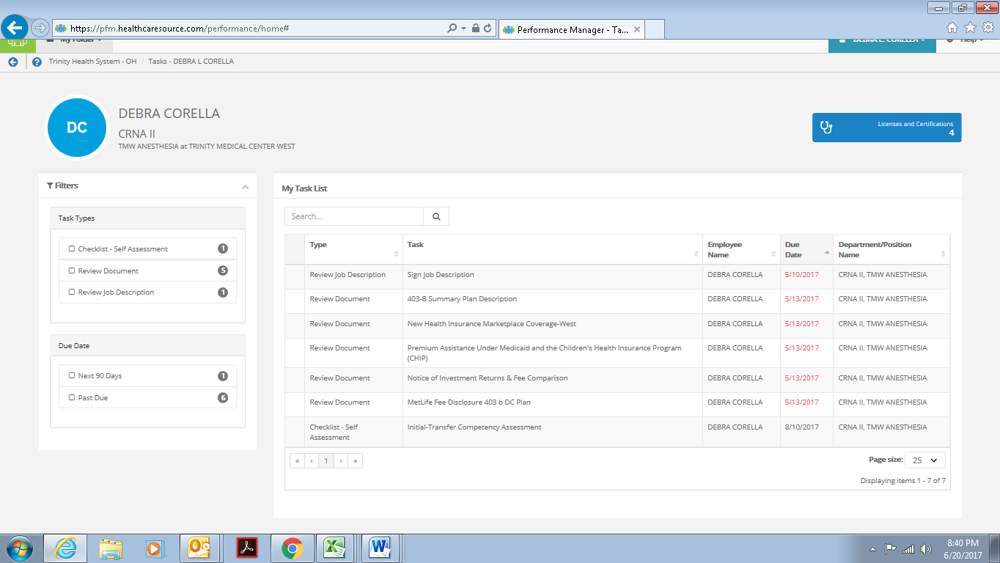 https://pfm.healthcaresource.com/performance/home#
Performance Manager - Ta...
My Folder
DEBRA L CORELLA
Help
Trinity Health System - OH / Tasks - DEBRA L CORELLA
DC
DEBRA CORELLA
CRNA II
TMW ANESTHESIA at TRINITY MEDICAL CENTER WEST
Licenses and Certifications
4
Filters
Task Types
Checklist - Self Assessment 1
Review Document 5
Review Job Description 1
Due Date
Next 90 Days 1
Past Due 6
My Task List
Search...
Type Task Employee Name Due Date Department/Position Name
Review Job Description Sign Job Description DEBRA CORELLA 5/10/2017 CRNA II, TMW ANESTHESIA
Review Document 403-B Summary Plan Description DEBRA CORELLA 5/13/2017 CRNA II, TMW ANESTHESIA
Review Document New Health Insurance Marketplace Coverage-West DEBRA CORELLA 5/13/2017 CRNA II, TMW ANESTHESIA
Review Document Premium Assistance Under Medicaid and the Children's Health Insurance Program (CHIP) DEBRA CORELLA 5/13/2017 CRNA II, TMW ANESTHESIA
Review Document Notice of Investment Returns & Fee Comparison DEBRA CORELLA 5/13/2017 CRNA II, TMW ANESTHESIA
Review Document MetLife Fee Disclosure 403 b DC Plan DEBRA CORELLA 5/13/2017 CRNA II, TMW ANESTHESIA
Checklist - Self Assessment Initial-Transfer Competency Assessment DEBRA CORELLA 8/10/2017 CRNA II, TMW ANESTHESIA
« ‹ 1 › »
Page size: 25
Displaying items 1 - 7 of 7
8:40 PM
6/20/2017